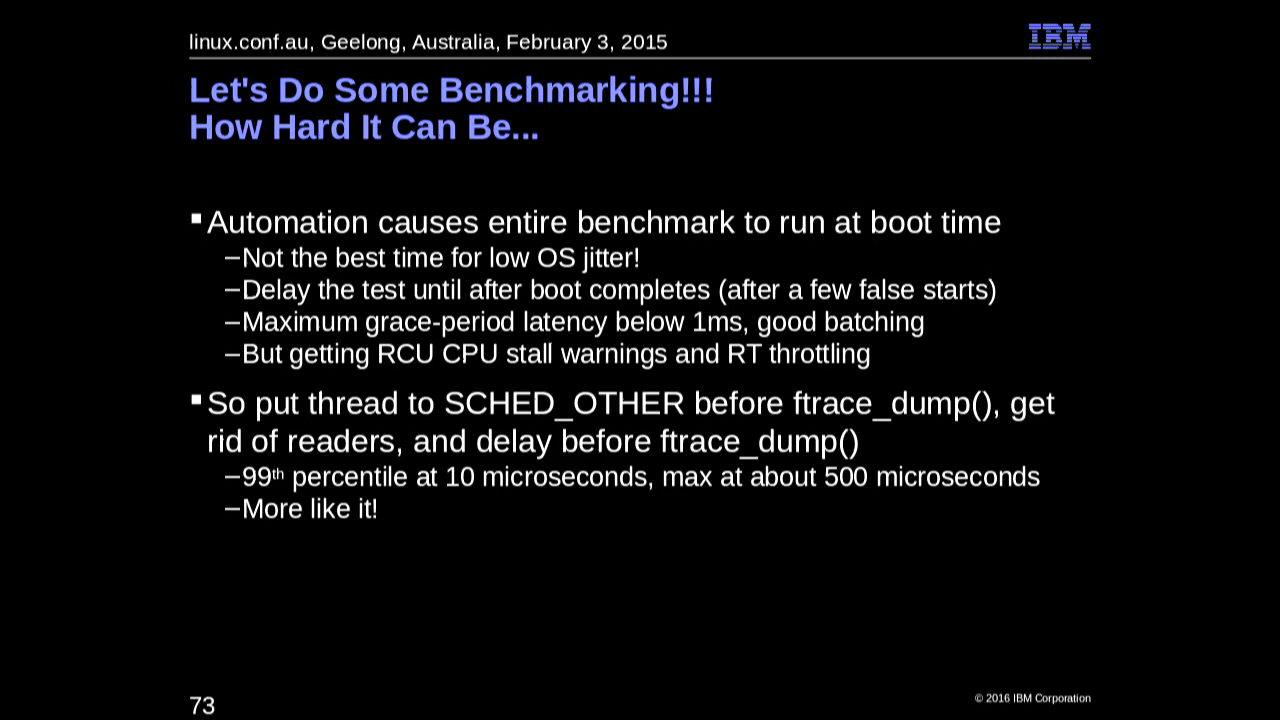 linux.conf.au, Geelong, Australia, February 3, 2015
IBM
Let's Do Some Benchmarking!!!
How Hard It Can Be...
▪Automation causes entire benchmark to run at boot time
–Not the best time for low OS jitter!
–Delay the test until after boot completes (after a few false starts)
–Maximum grace-period latency below 1ms, good batching
–But getting RCU CPU stall warnings and RT throttling
▪So put thread to SCHED_OTHER before ftrace_dump(), get
rid of readers, and delay before ftrace_dump()
–99th percentile at 10 microseconds, max at about 500 microseconds
–More like it!
73
© 2016 IBM Corporation